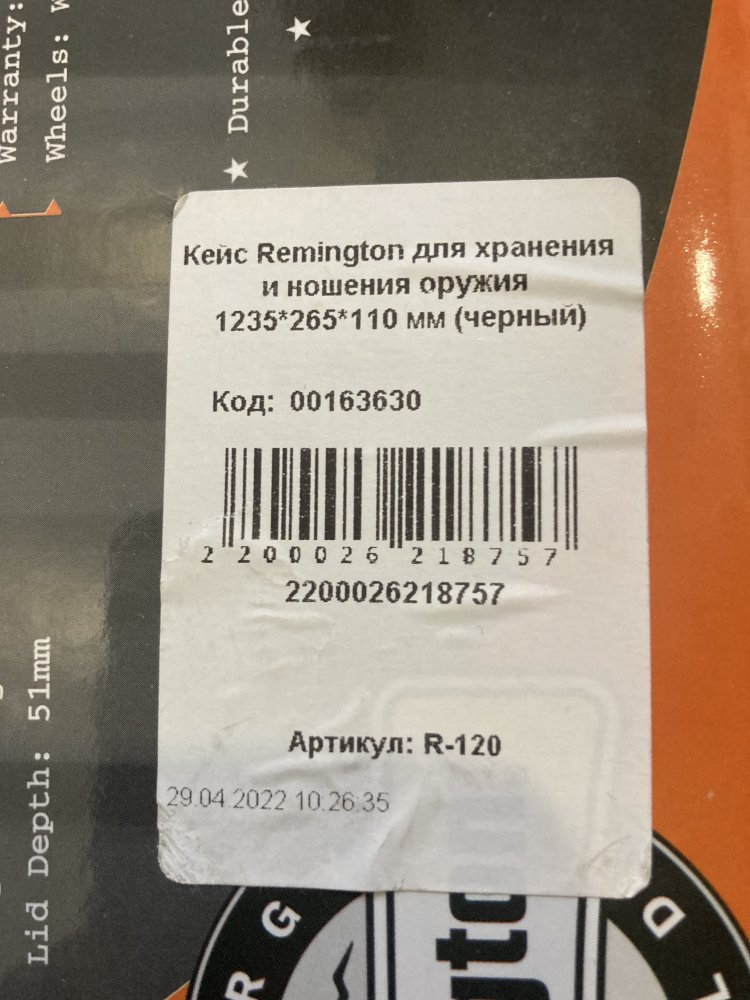 Warranty:
Wheels:
★ Durable
★
Кейс Remington для хранения
и ношения оружия
1235*265*110 мм (черный)
Код: 00163630
2 200026 218757
2200026218757
Артикул: R-120
29.04.2022 10:26:35
Lid Depth: 51mm
R G
gton
L D